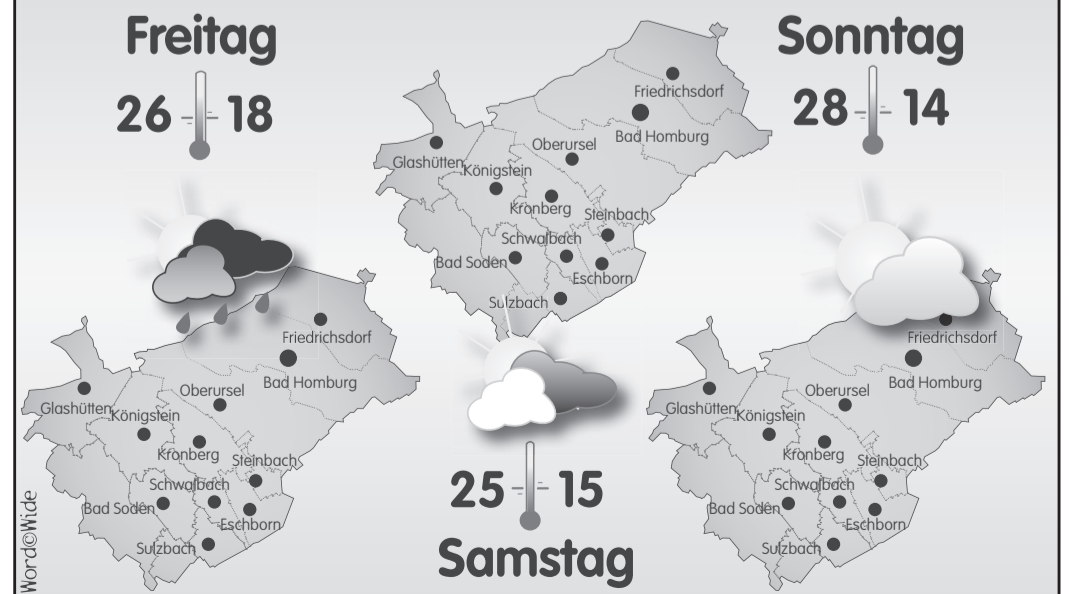 Freitag
26 18
Friedrichsdorf
Bad Homburg
Oberursel
Glashütten
Königstein
Kronberg
Steinbach
Schwalbach
Bad Soden
Eschborn
Sulzbach
Friedrichsdorf
Bad Homburg
Oberursel
Glashütten
Königstein
Kronberg
Steinbach
Schwalbach
Bad Soden
Eschborn
Sulzbach
25 15
Samstag
Sonntag
28 14
Friedrichsdorf
Bad Homburg
Oberursel
Glashütten
Königstein
Kronberg
Steinbach
Schwalbach
Bad Soden
Eschborn
Sulzbach
Word©Wide